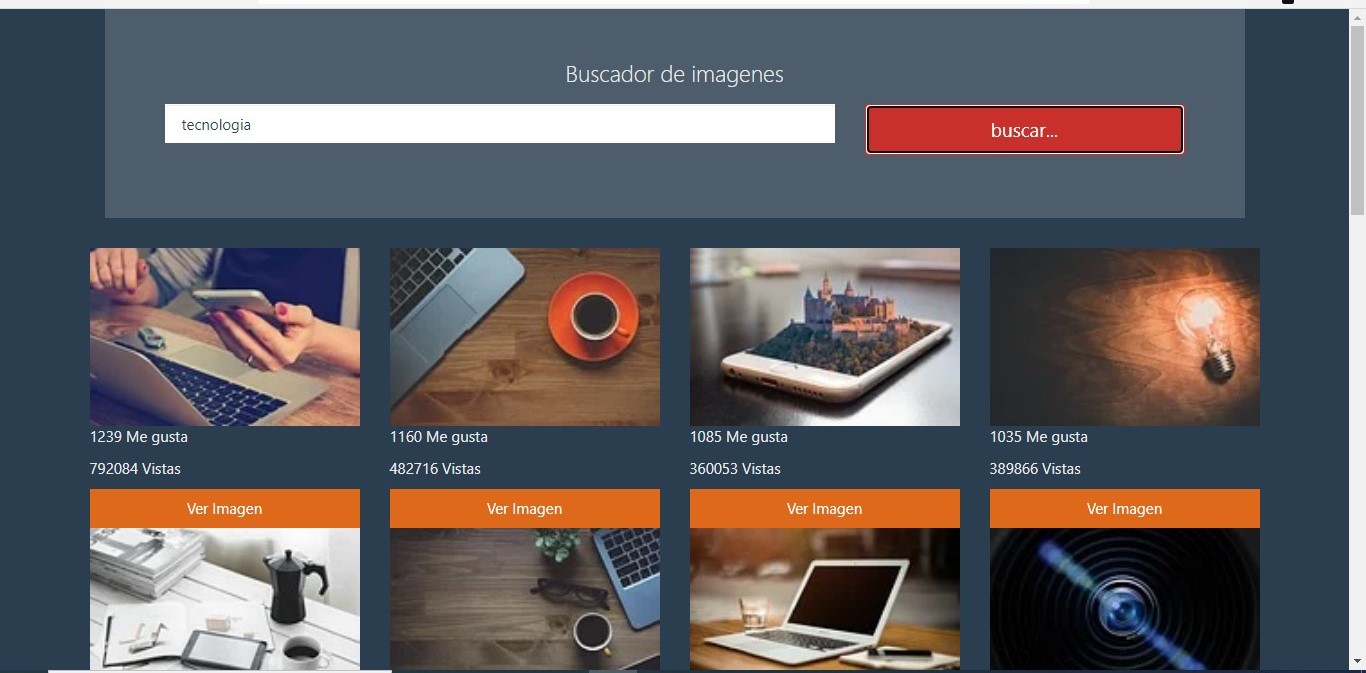 Buscador de imagenes
tecnologia
buscar...
1239 Me gusta
792084 Vistas
Ver Imagen
1160 Me gusta
482716 Vistas
Ver Imagen
1085 Me gusta
360053 Vistas
Ver Imagen
1035 Me gusta
389866 Vistas
Ver Imagen